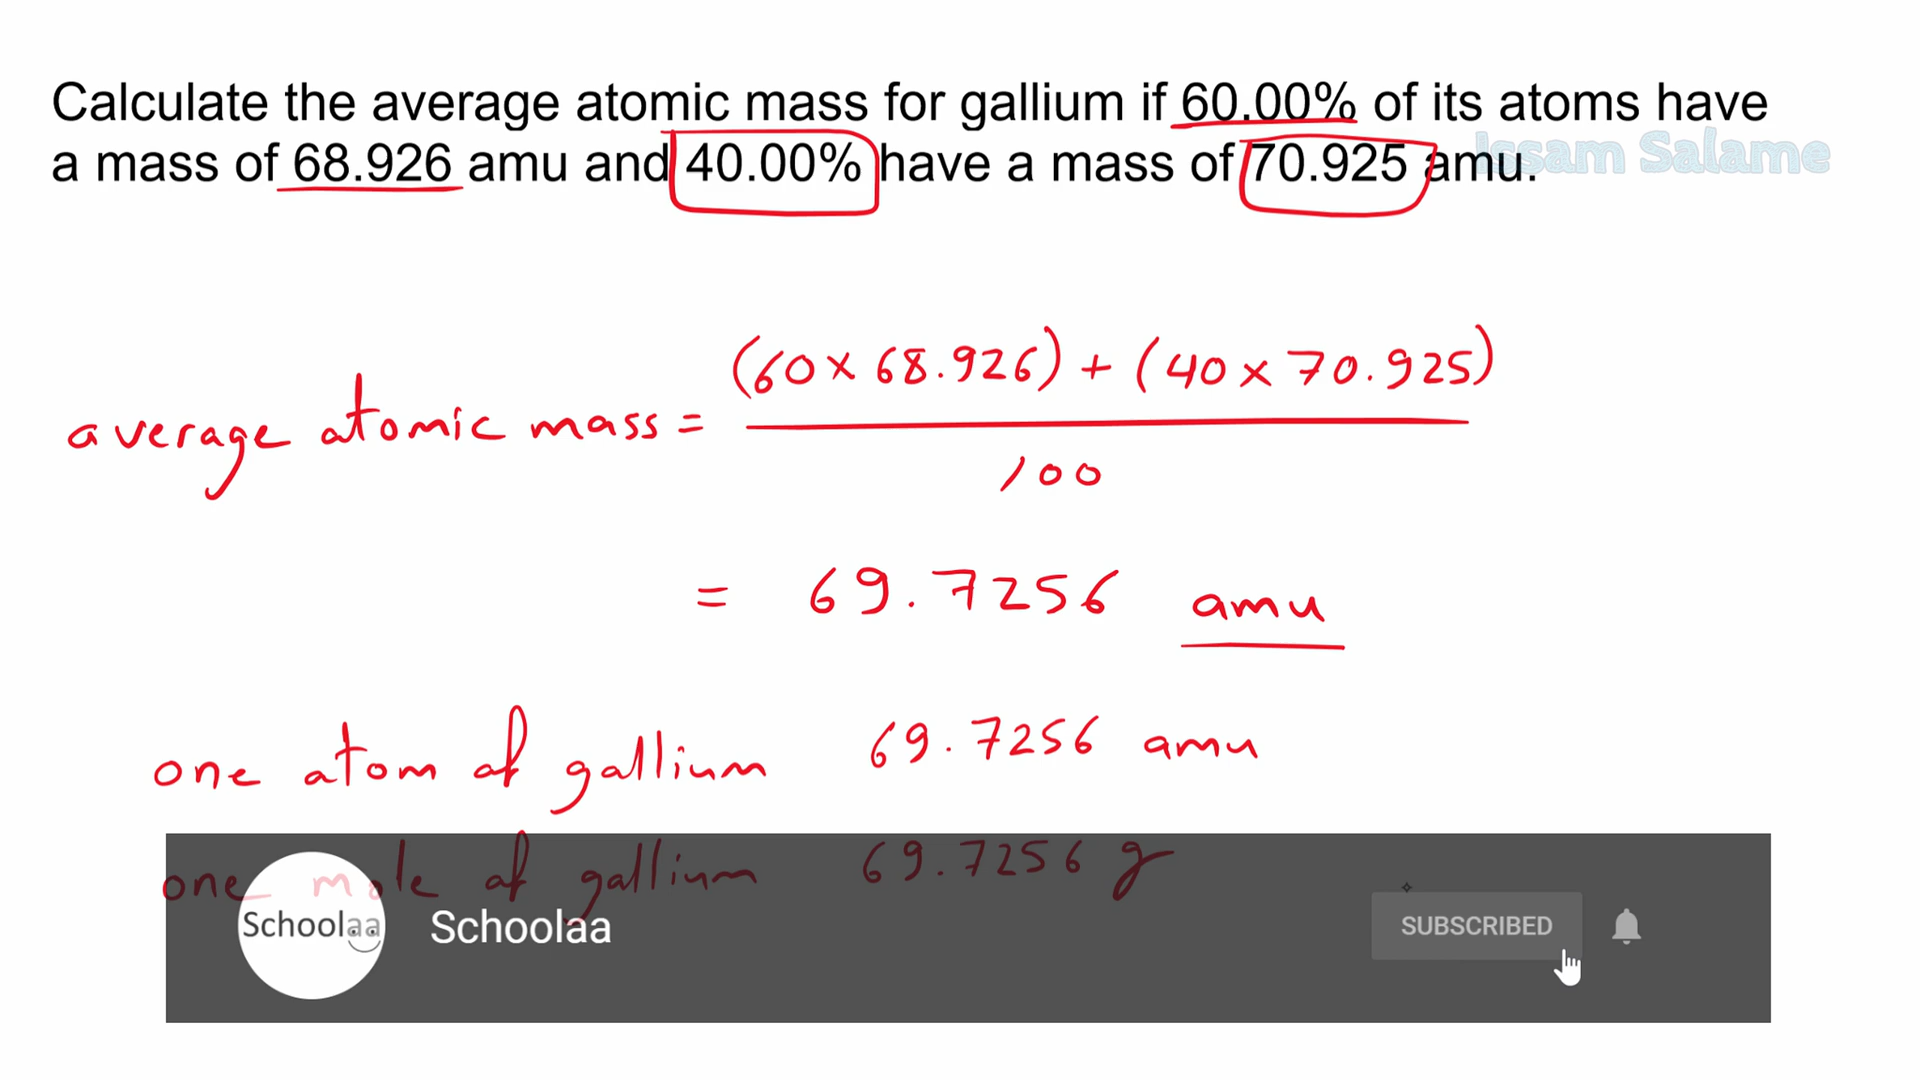 Calculate the average atomic mass for gallium if 60.00% of its atoms have
a mass of 68.926 amu and 40.00% have a mass of 70.925 amu.
Issam Salame
average atomic mass = (60 x 68.926) + (40 x 70.925)
100
= 69.7256 amu
one atom of gallium 69.7256 amu
one mole of gallium 69.7256 g
Schoolaa
Schoolaa
SUBSCRIBED